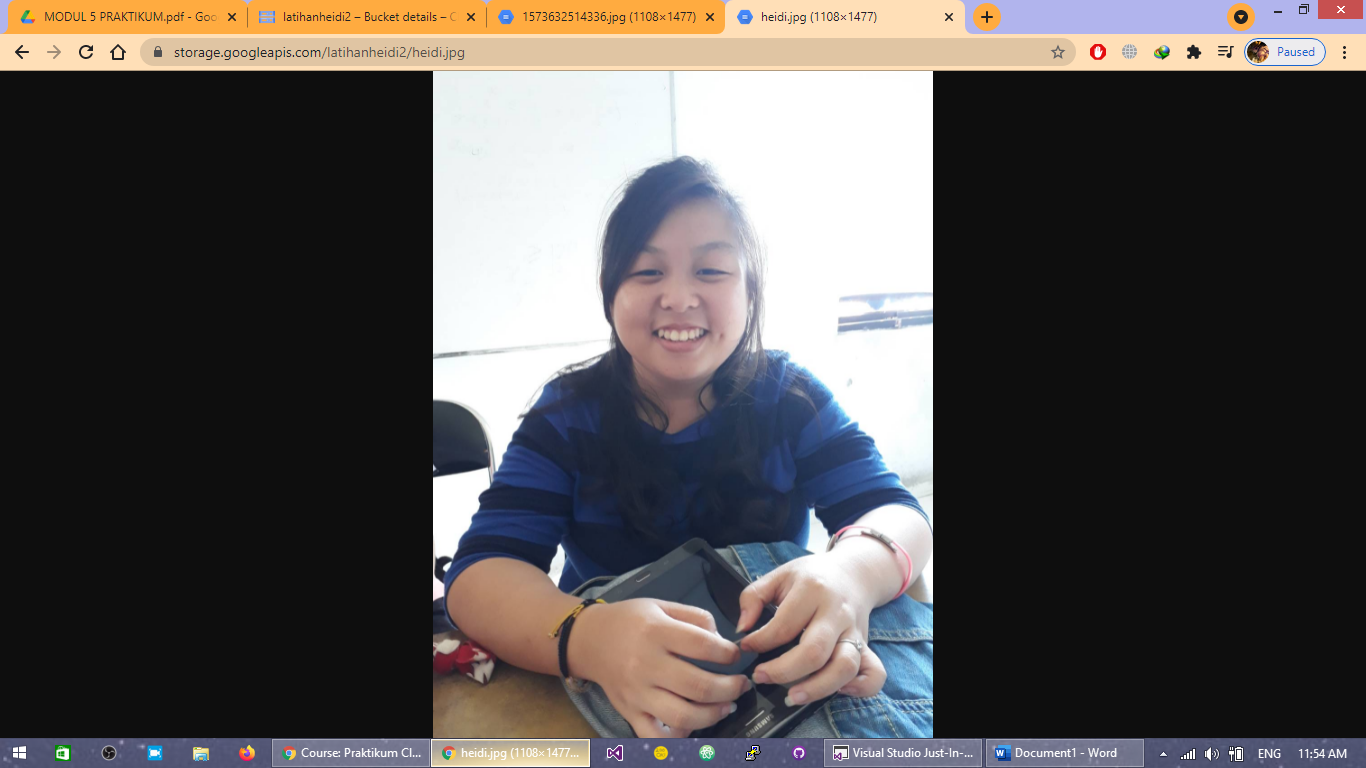 MODUL 5 PRAKTIKUM.pdf - Goo
latihanheidi2 – Bucket details – C
1573632514336.jpg (1108×1477)
heidi.jpg (1108×1477)
storage.googleapis.com/latihanheidi2/heidi.jpg
Paused
SAMSUNG
Course: Praktikum Cl...
heidi.jpg (1108×1477...
Visual Studio Just-In-...
Document1 - Word
ENG
11:54 AM